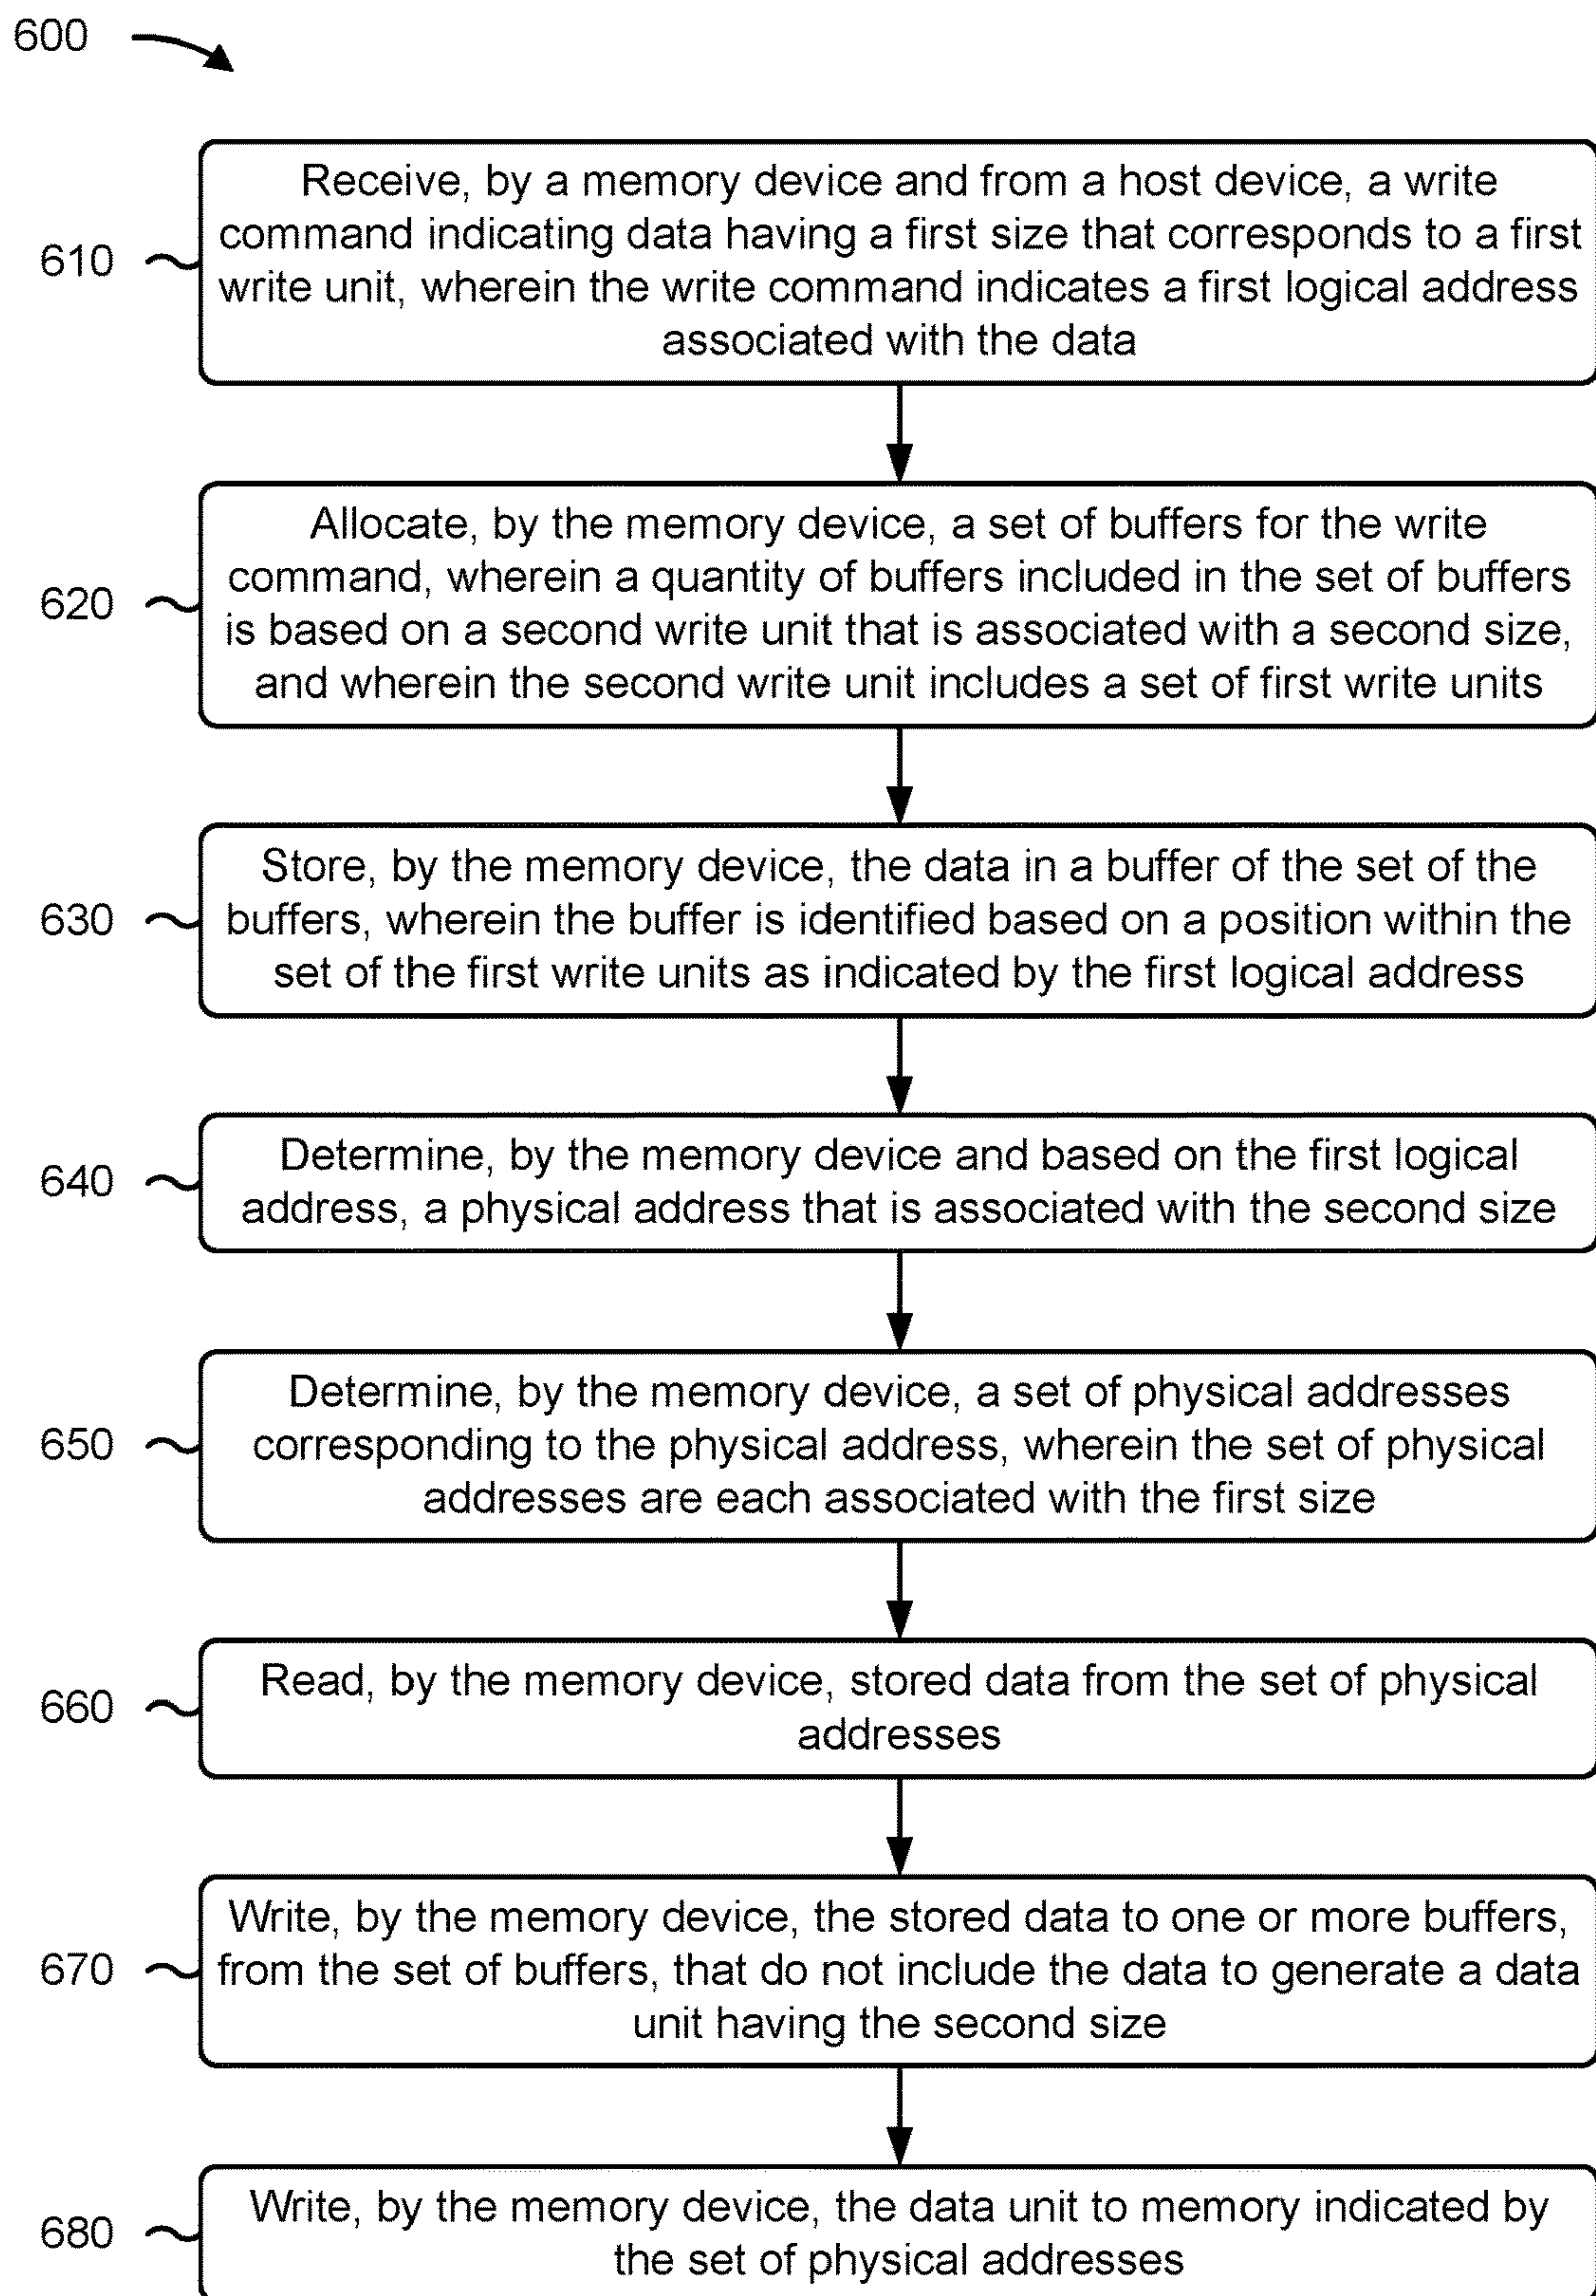 600
610
Receive, by a memory device and from a host device, a write
command indicating data having a first size that corresponds to a first
write unit, wherein the write command indicates a first logical address
associated with the data
620
Allocate, by the memory device, a set of buffers for the write
command, wherein a quantity of buffers included in the set of buffers
is based on a second write unit that is associated with a second size,
and wherein the second write unit includes a set of first write units
630
Store, by the memory device, the data in a buffer of the set of the
buffers, wherein the buffer is identified based on a position within the
set of the first write units as indicated by the first logical address
640
Determine, by the memory device and based on the first logical
address, a physical address that is associated with the second size
650
Determine, by the memory device, a set of physical addresses
corresponding to the physical address, wherein the set of physical
addresses are each associated with the first size
660
Read, by the memory device, stored data from the set of physical
addresses
670
Write, by the memory device, the stored data to one or more buffers,
from the set of buffers, that do not include the data to generate a data
unit having the second size
680
Write, by the memory device, the data unit to memory indicated by
the set of physical addresses